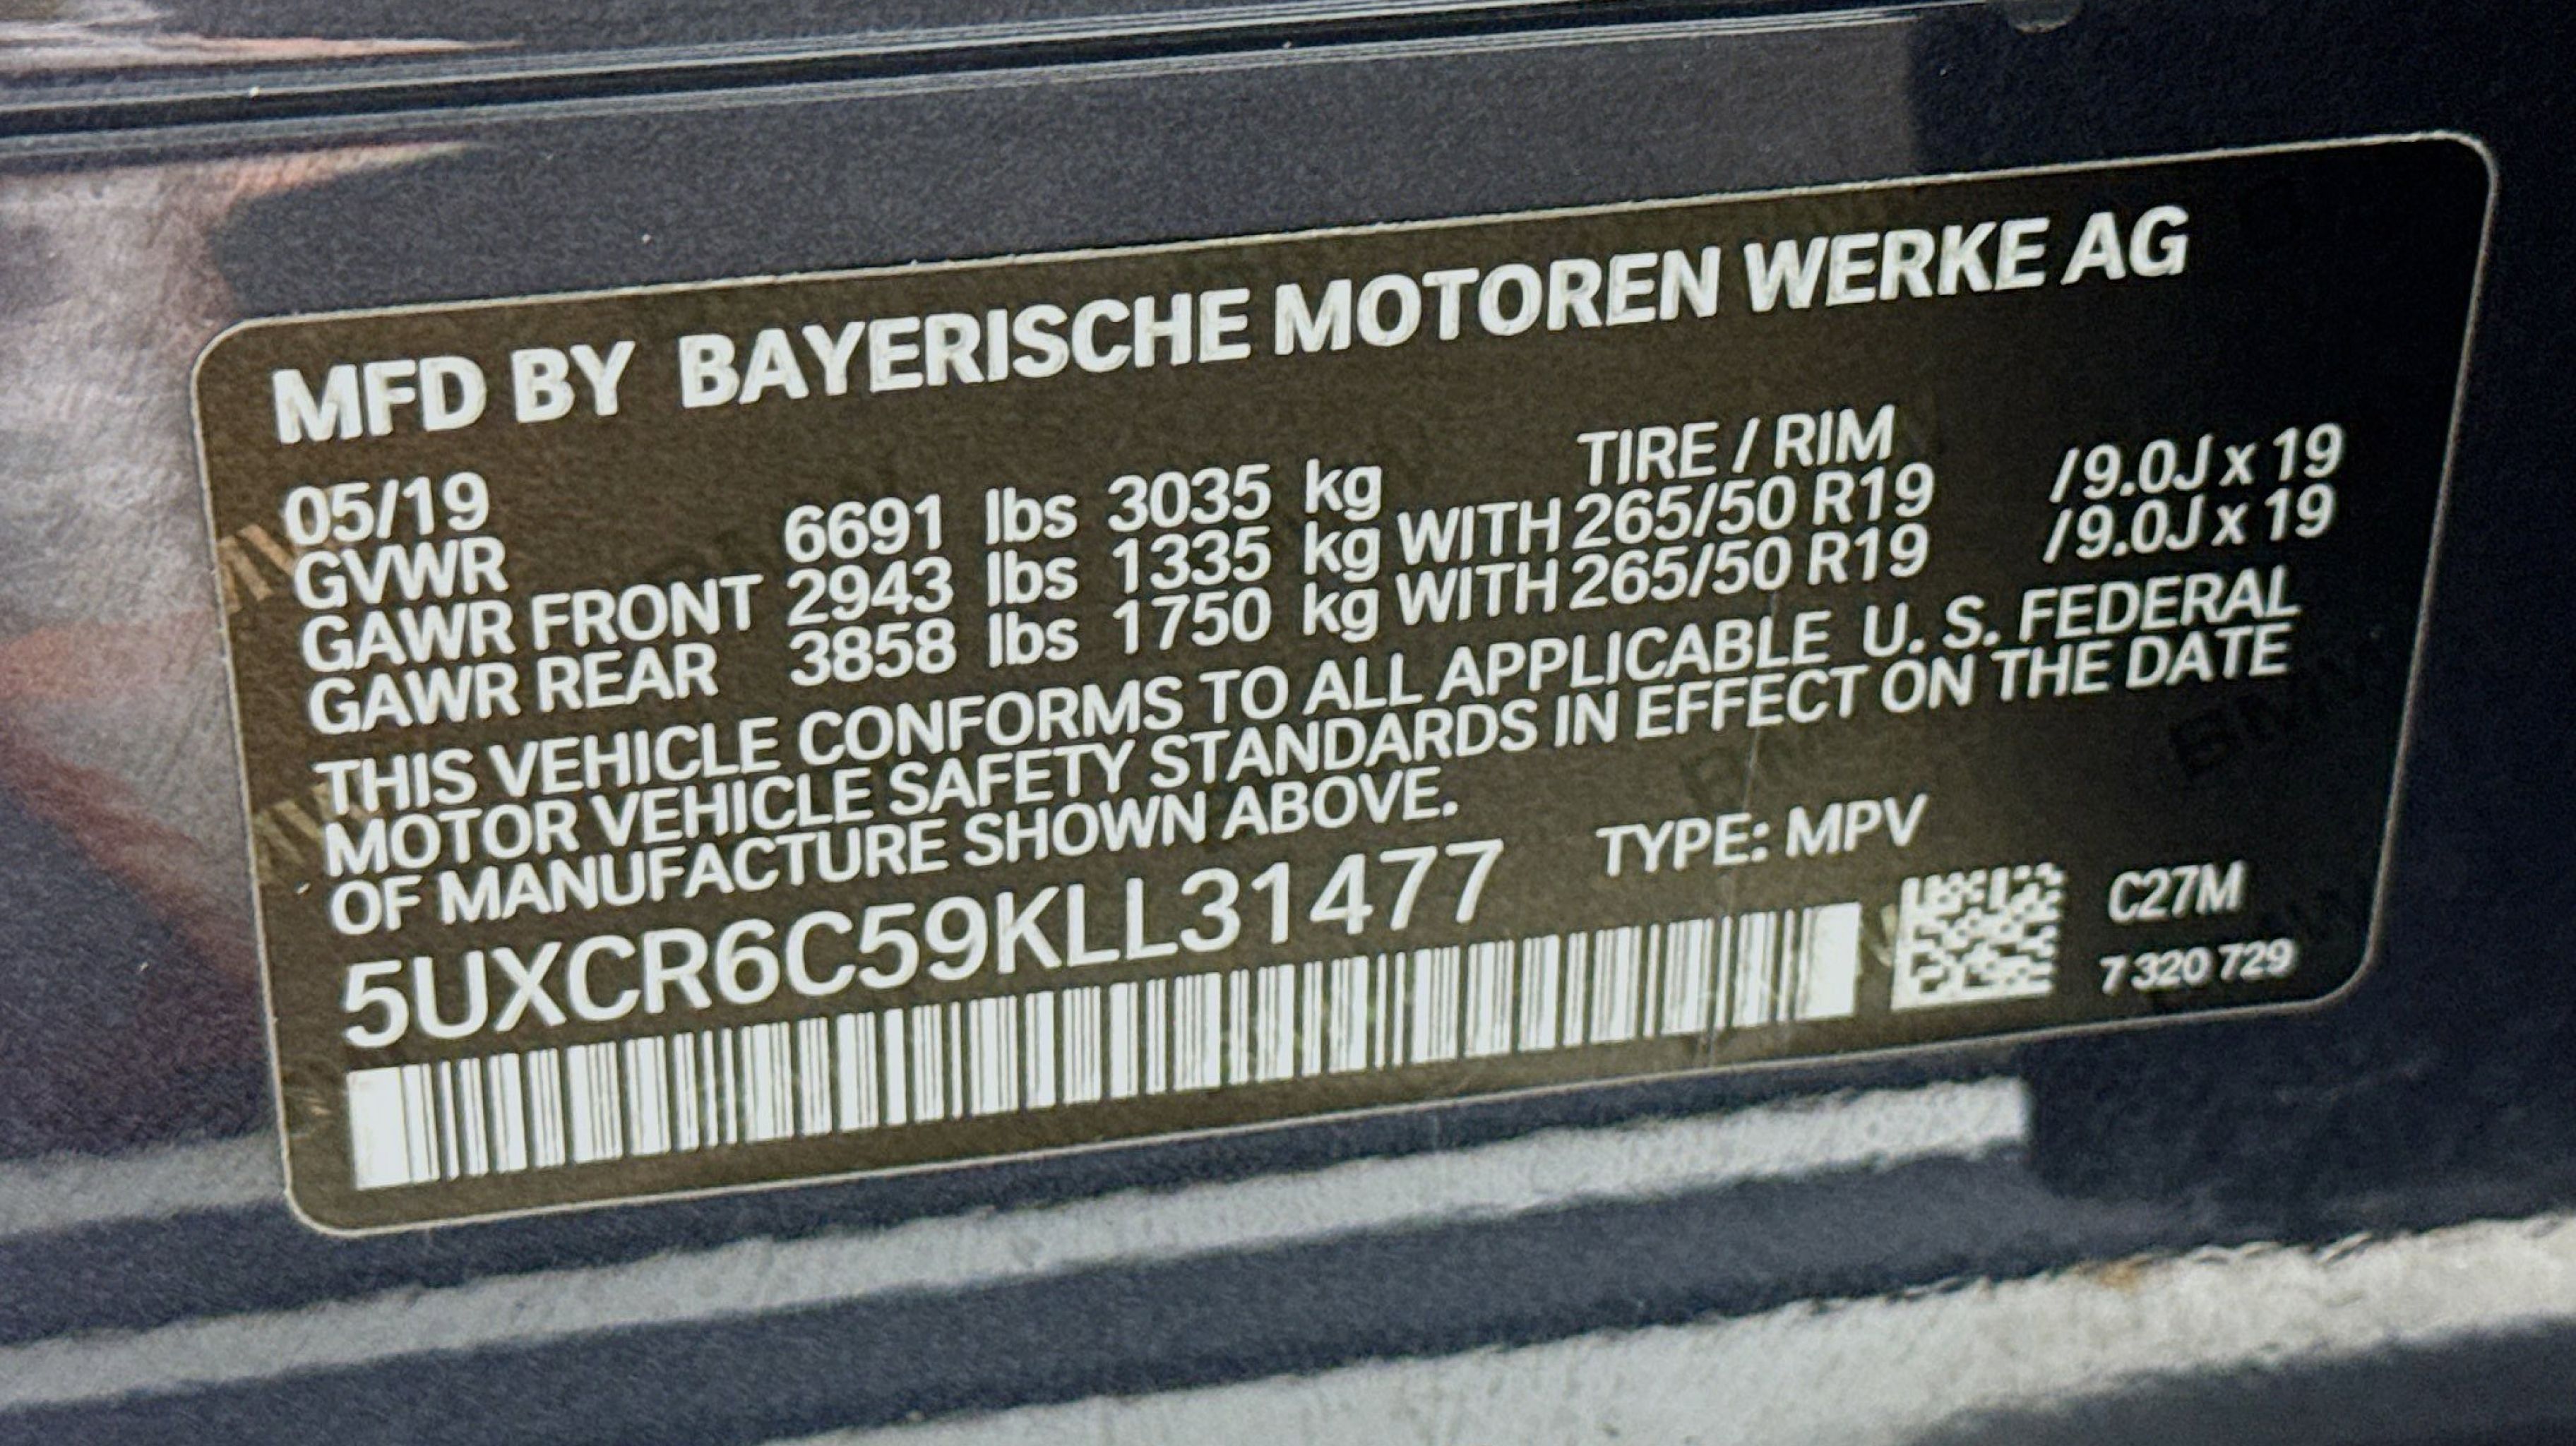 MFD BY BAYERISCHE MOTOREN WERKE AG
05/19
TIRE / RIM
GVWR 6691 lbs 3035 kg
GAWR FRONT 2943 lbs 1335 kg WITH 265/50 R19 /9.0J x 19
GAWR REAR 3858 lbs 1750 kg WITH 265/50 R19 /9.0J x 19
THIS VEHICLE CONFORMS TO ALL APPLICABLE U. S. FEDERAL
MOTOR VEHICLE SAFETY STANDARDS IN EFFECT ON THE DATE
OF MANUFACTURE SHOWN ABOVE.
5UXCR6C59KLL31477 TYPE: MPV
C27M
7 320 729